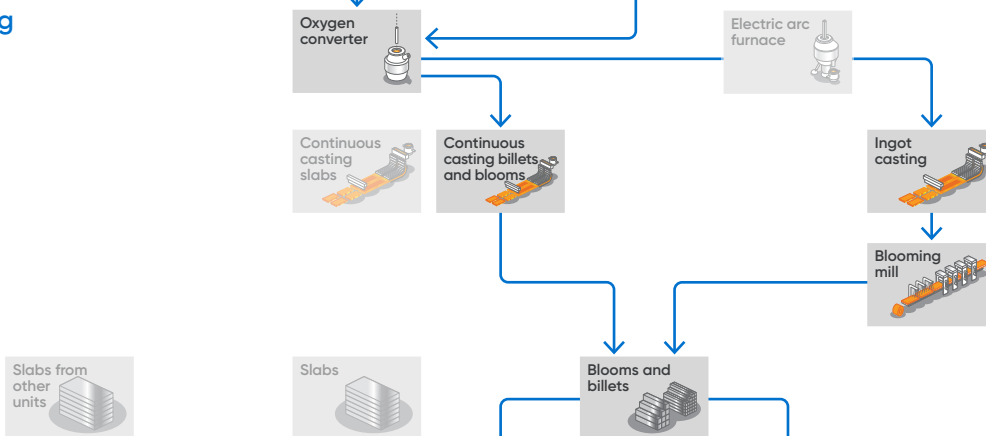 g
Oxygen
converter
Electric arc
furnace
Continuous
casting
slabs
Continuous
casting billets
and blooms
Ingot
casting
Blooming
mill
Slabs from
other
units
Slabs
Blooms and
billets